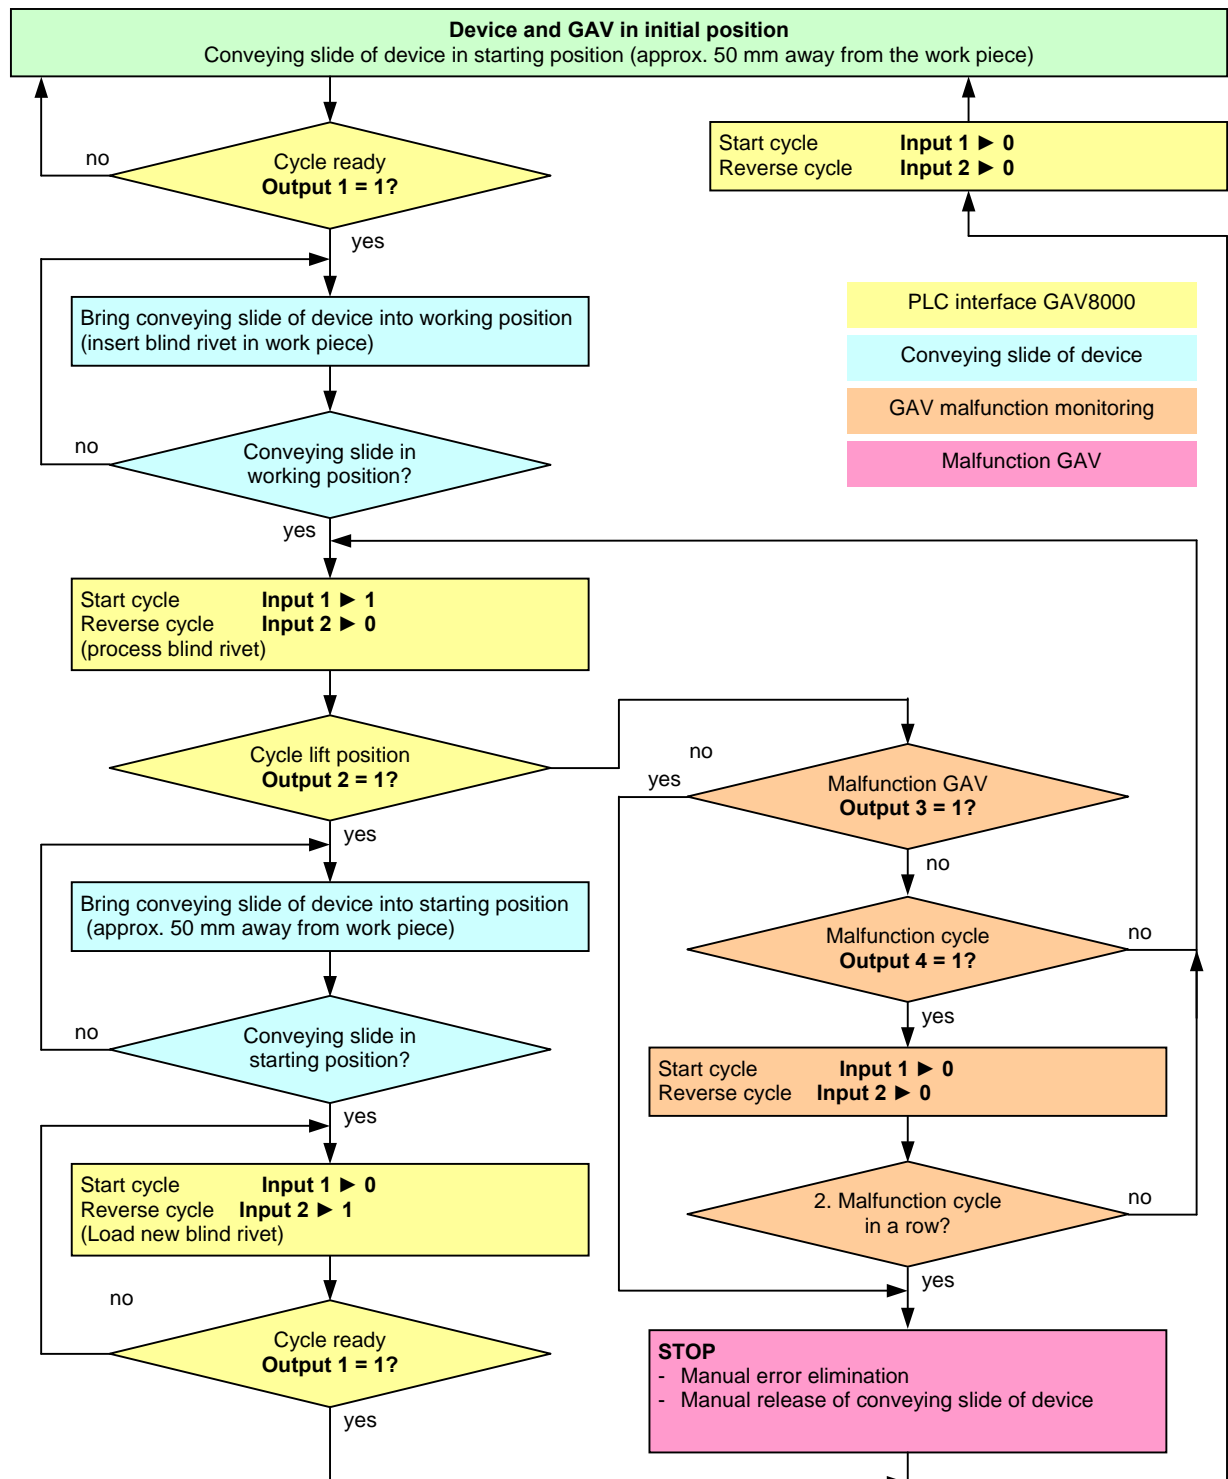 Device and GAV in initial position
Conveying slide of device in starting position (approx. 50 mm away from the work piece)
no
Cycle ready
Output 1 = 1?
yes
Start cycle Input 1 ► 0
Reverse cycle Input 2 ► 0
Bring conveying slide of device into working position
(insert blind rivet in work piece)
PLC interface GAV8000
Conveying slide of device
GAV malfunction monitoring
Malfunction GAV
no
Conveying slide in
working position?
yes
Start cycle Input 1 ► 1
Reverse cycle Input 2 ► 0
(process blind rivet)
Cycle lift position
Output 2 = 1?
no
yes
yes
Malfunction GAV
Output 3 = 1?
no
Bring conveying slide of device into starting position
(approx. 50 mm away from work piece)
Malfunction cycle
Output 4 = 1?
no
yes
no
Conveying slide in
starting position?
yes
Start cycle Input 1 ► 0
Reverse cycle Input 2 ► 0
2. Malfunction cycle
in a row?
no
yes
Start cycle Input 1 ► 0
Reverse cycle Input 2 ► 1
(Load new blind rivet)
no
Cycle ready
Output 1 = 1?
yes
STOP
- Manual error elimination
- Manual release of conveying slide of device